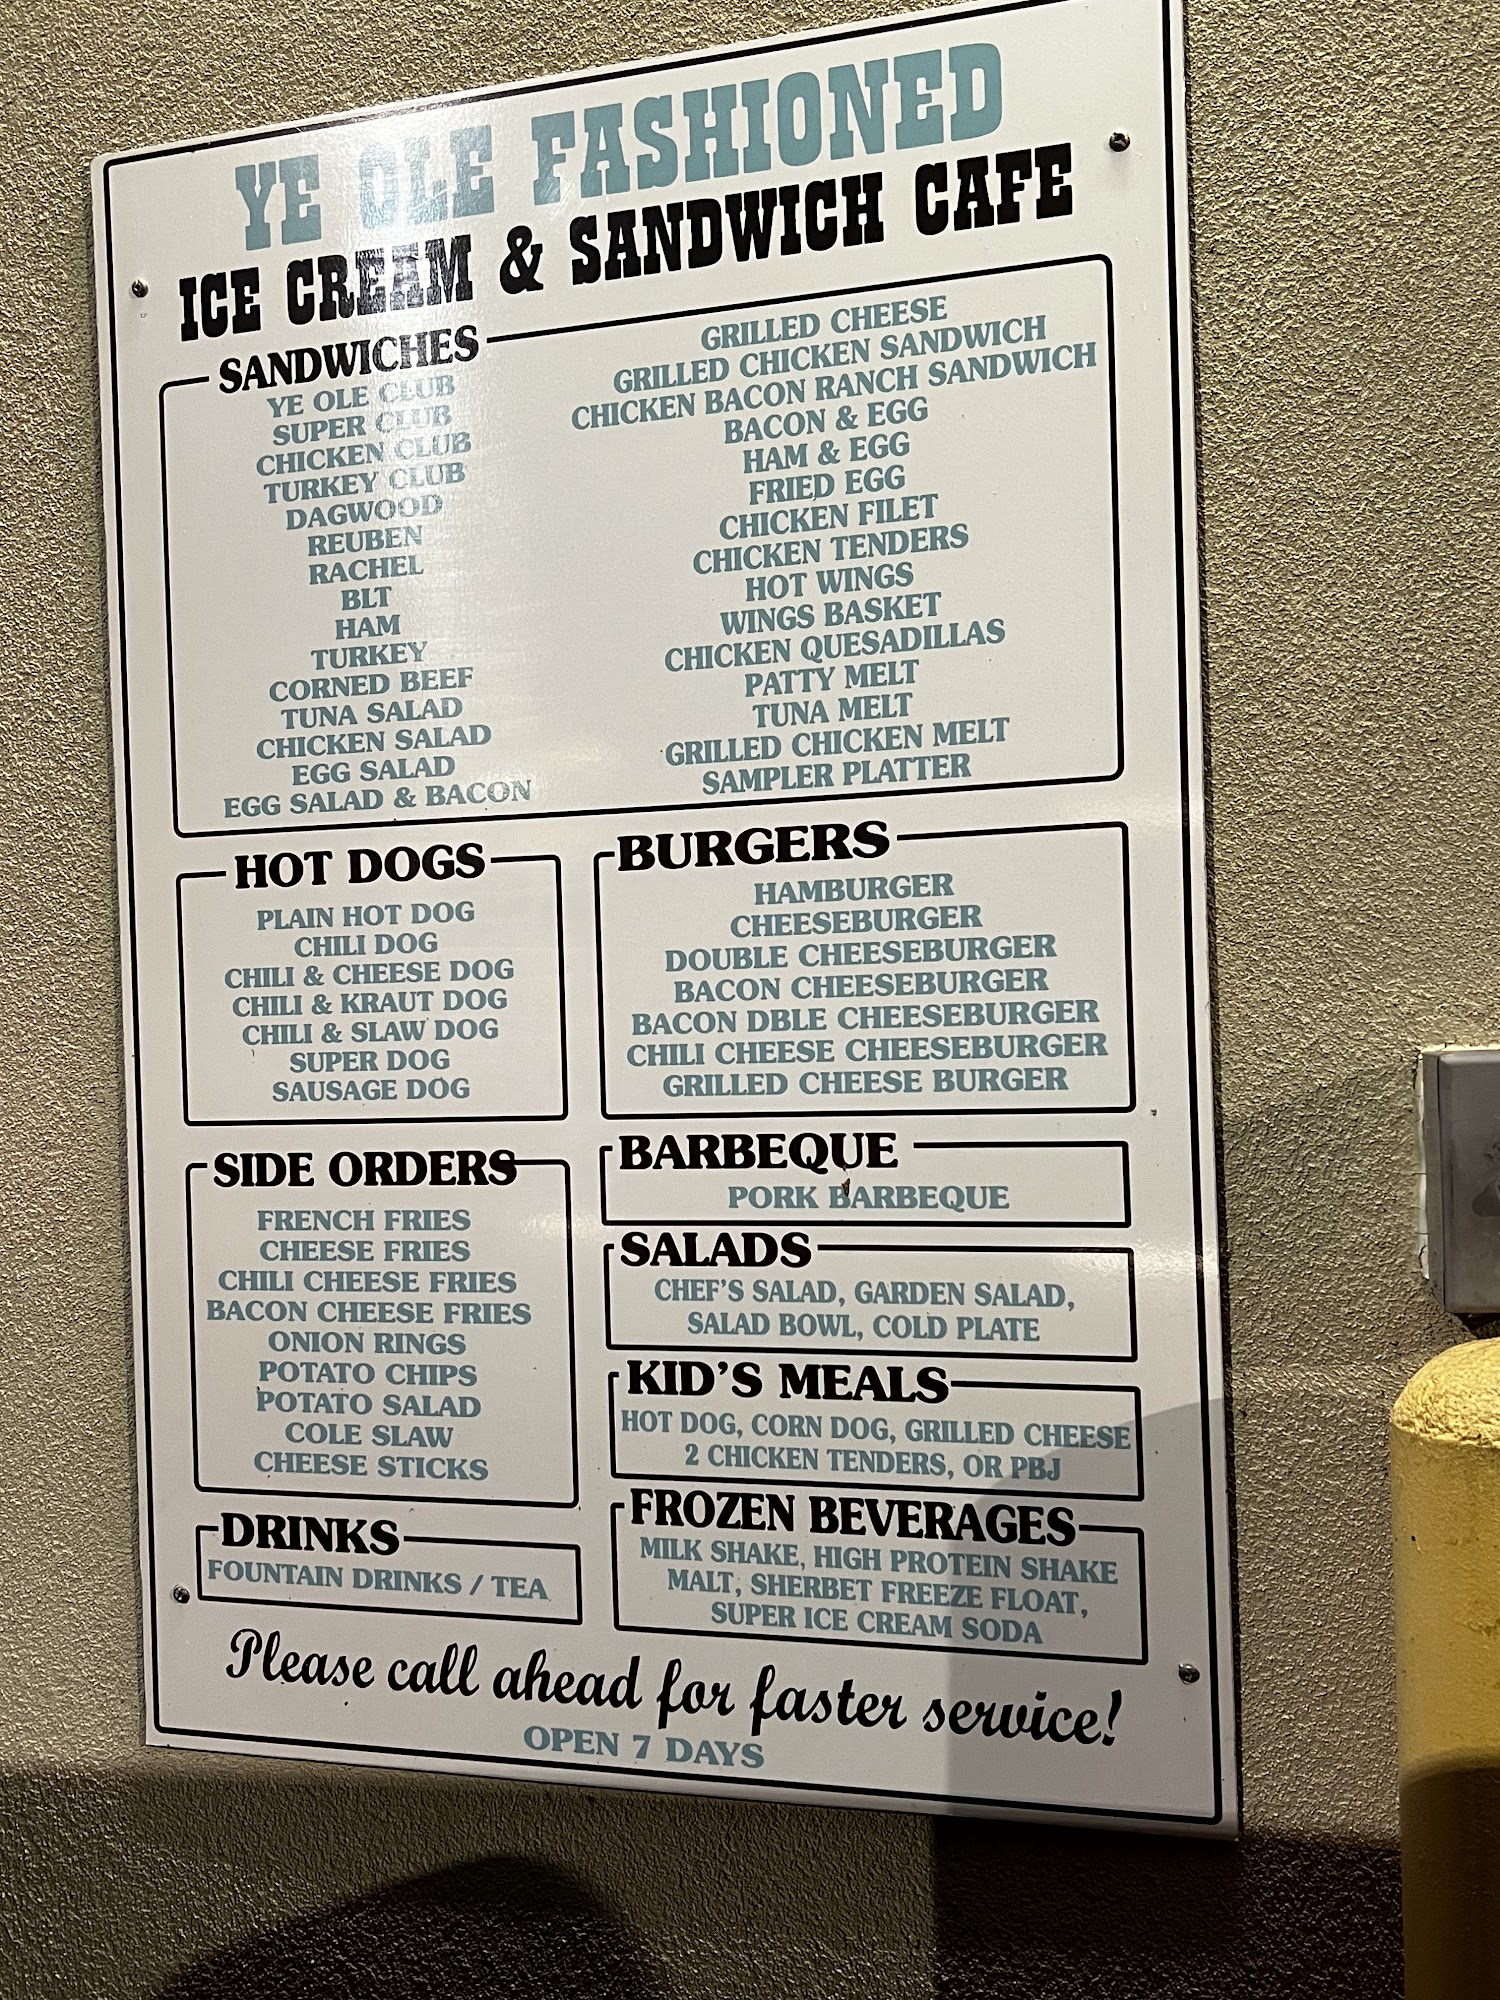 YE OLE FASHIONED
ICE CREAM & SANDWICH CAFE
SANDWICHES
YE OLE CLUB
SUPER CLUB
CHICKEN CLUB
TURKEY CLUB
DAGWOOD
REUBEN
RACHEL
BLT
HAM
TURKEY
CORNED BEEF
TUNA SALAD
CHICKEN SALAD
EGG SALAD
EGG SALAD & BACON
GRILLED CHEESE
GRILLED CHICKEN SANDWICH
CHICKEN BACON RANCH SANDWICH
BACON & EGG
HAM & EGG
FRIED EGG
CHICKEN FILET
CHICKEN TENDERS
HOT WINGS
WINGS BASKET
CHICKEN QUESADILLAS
PATTY MELT
TUNA MELT
GRILLED CHICKEN MELT
SAMPLER PLATTER
HOT DOGS
PLAIN HOT DOG
CHILI DOG
CHILI & CHEESE DOG
CHILI & KRAUT DOG
CHILI & SLAW DOG
SUPER DOG
SAUSAGE DOG
BURGERS
HAMBURGER
CHEESEBURGER
DOUBLE CHEESEBURGER
BACON CHEESEBURGER
BACON DBLE CHEESEBURGER
CHILI CHEESE CHEESEBURGER
GRILLED CHEESE BURGER
SIDE ORDERS
FRENCH FRIES
CHEESE FRIES
CHILI CHEESE FRIES
BACON CHEESE FRIES
ONION RINGS
POTATO CHIPS
POTATO SALAD
COLE SLAW
CHEESE STICKS
BARBEQUE
PORK BARBEQUE
SALADS
CHEF'S SALAD, GARDEN SALAD,
SALAD BOWL, COLD PLATE
KID'S MEALS
HOT DOG, CORN DOG, GRILLED CHEESE
2 CHICKEN TENDERS, OR PBJ
DRINKS
FOUNTAIN DRINKS / TEA
FROZEN BEVERAGES
MILK SHAKE, HIGH PROTEIN SHAKE
MALT, SHERBET FREEZE FLOAT,
SUPER ICE CREAM SODA
Please call ahead for faster service!
OPEN 7 DAYS